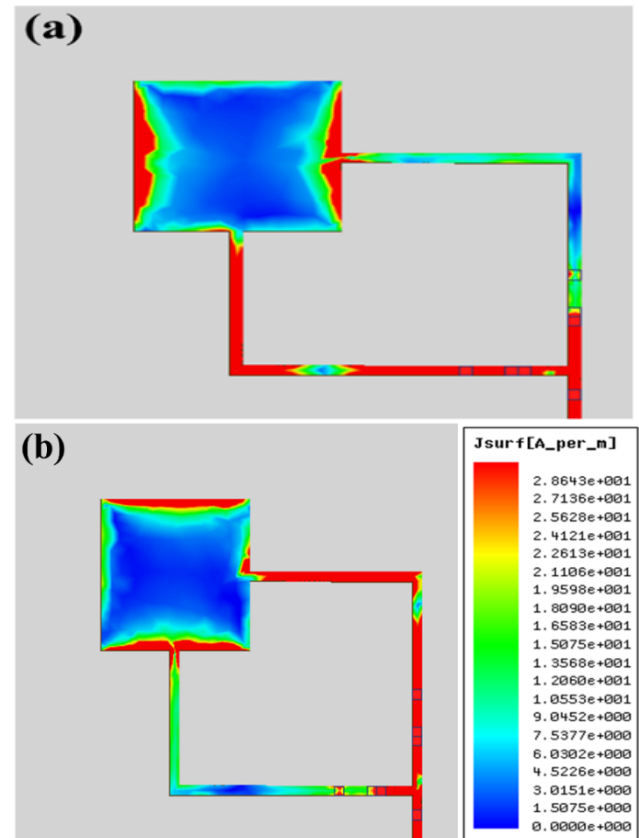 (a)
(b)
Jsurf[A_per_m]
2.8643e+001
2.7136e+001
2.5628e+001
2.4121e+001
2.2613e+001
2.1106e+001
1.9598e+001
1.8090e+001
1.6583e+001
1.5075e+001
1.3568e+001
1.2060e+001
1.0553e+001
9.0452e+000
7.5377e+000
6.0302e+000
4.5226e+000
3.0151e+000
1.5075e+000
0.0000e+000